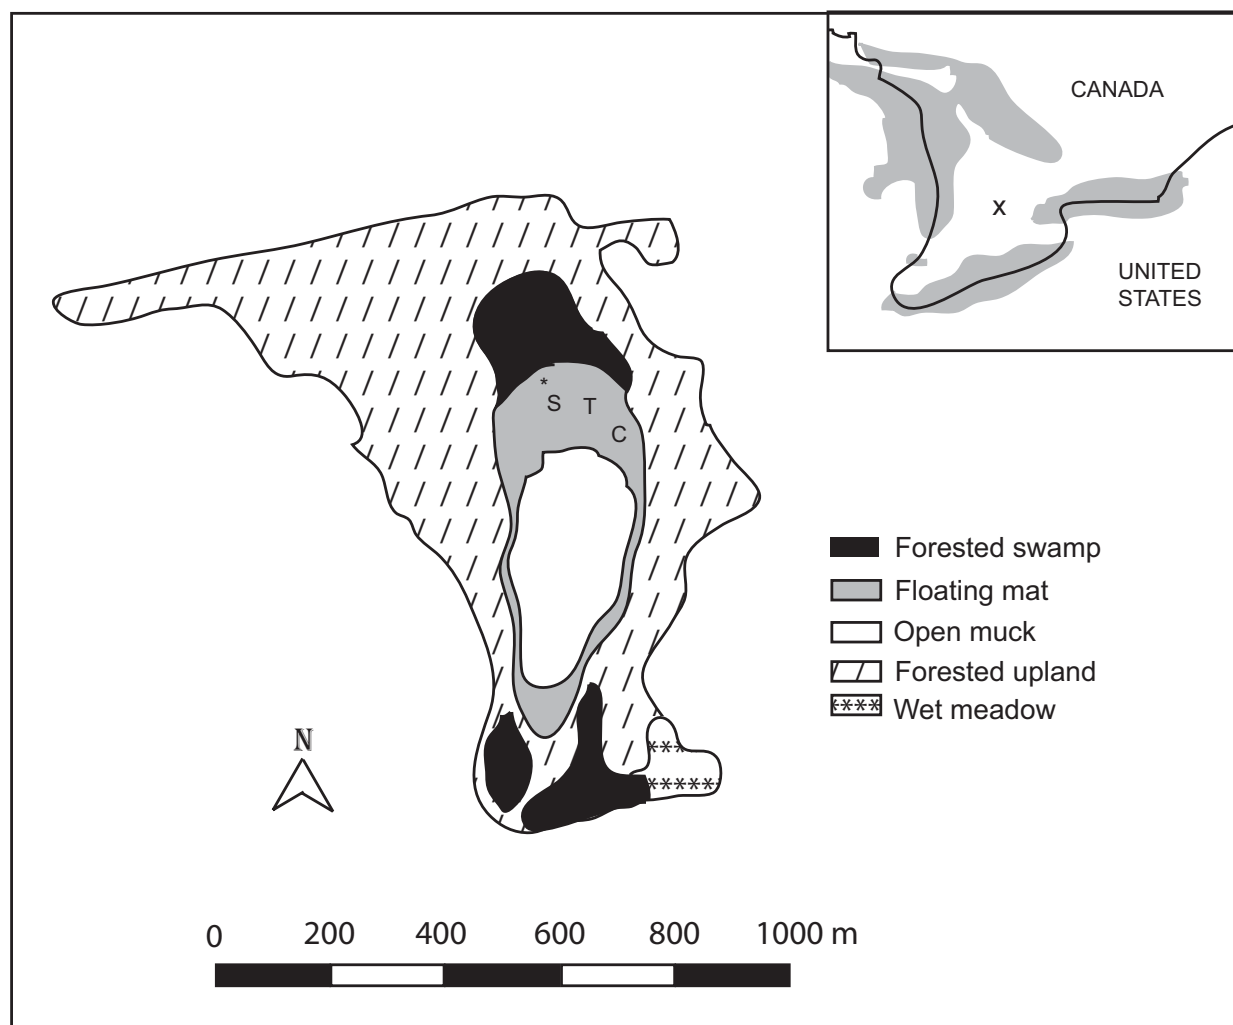 CANADA
x
UNITED
STATES
*
S
T
C
Forested swamp
Floating mat
Open muck
Forested upland
Wet meadow
N
0 200 400 600 800 1000 m